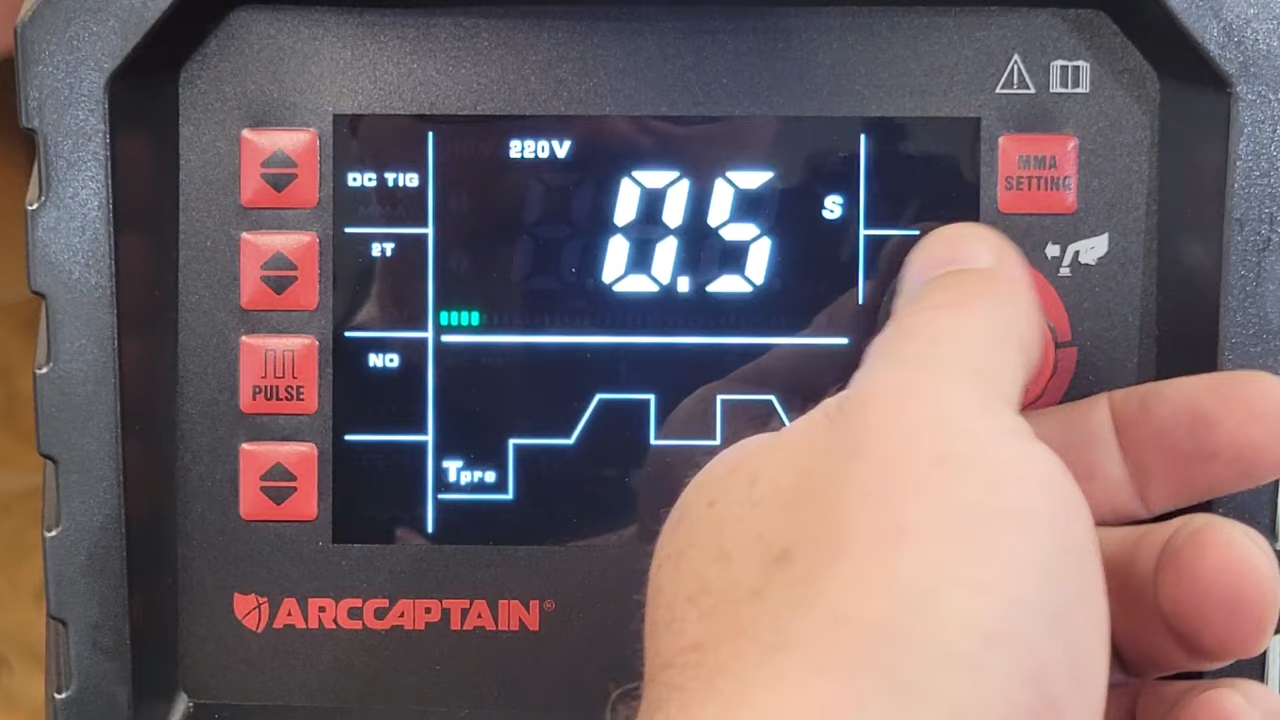 220V
DC TIG
0.5 S
2T
NO
Tpre
MMA
SETTING
PULSE
ARCCAPTAIN®